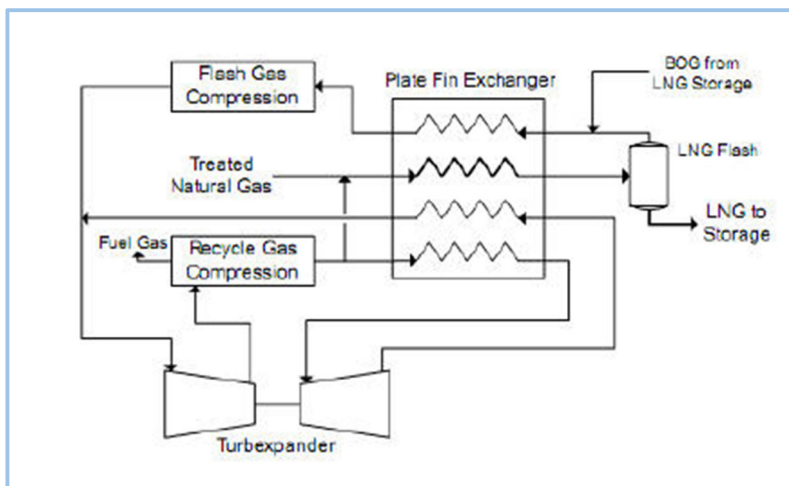 Flash Gas
Compression
Plate Fin Exchanger
BOG from
LNG Storage
LNG Flash
Treated
Natural Gas
LNG to
Storage
Fuel Gas
Recycle Gas
Compression
Turbexpander